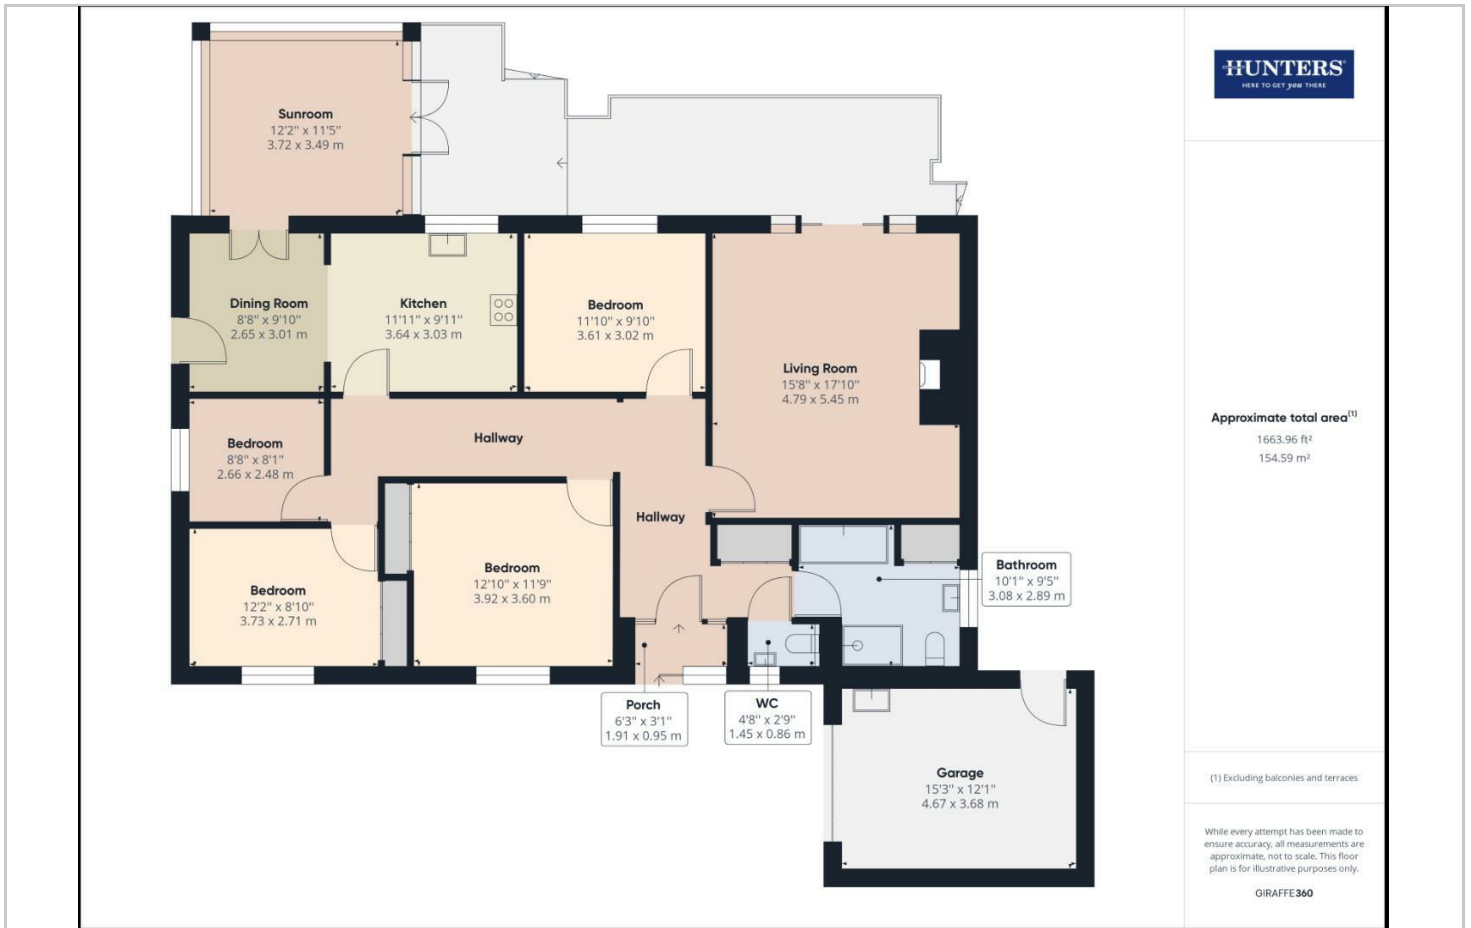 Sunroom
12'2" x 11'5"
3.72 x 3.49 m
Dining Room
8'8" x 9'10"
2.65 x 3.01 m
Kitchen
11'11" x 9'11"
3.64 x 3.03 m
Bedroom
11'10" x 9'10"
3.61 x 3.02 m
Living Room
15'8" x 17'10"
4.79 x 5.45 m
Bedroom
8'8" x 8'1"
2.66 x 2.48 m
Hallway
Hallway
Bedroom
12'2" x 8'10"
3.73 x 2.71 m
Bedroom
12'10" x 11'9"
3.92 x 3.60 m
Bathroom
10'1" x 9'5"
3.08 x 2.89 m
Porch
6'3" x 3'1"
1.91 x 0.95 m
WC
4'8" x 2'9"
1.45 x 0.86 m
Garage
15'3" x 12'1"
4.67 x 3.68 m
HUNTERS®
HERE TO GET you THERE
Approximate total area(1)
1663.96 ft²
154.59 m²
(1) Excluding balconies and terraces
While every attempt has been made to
ensure accuracy, all measurements are
approximate, not to scale. This floor
plan is for illustrative purposes only.
GIRAFFE360